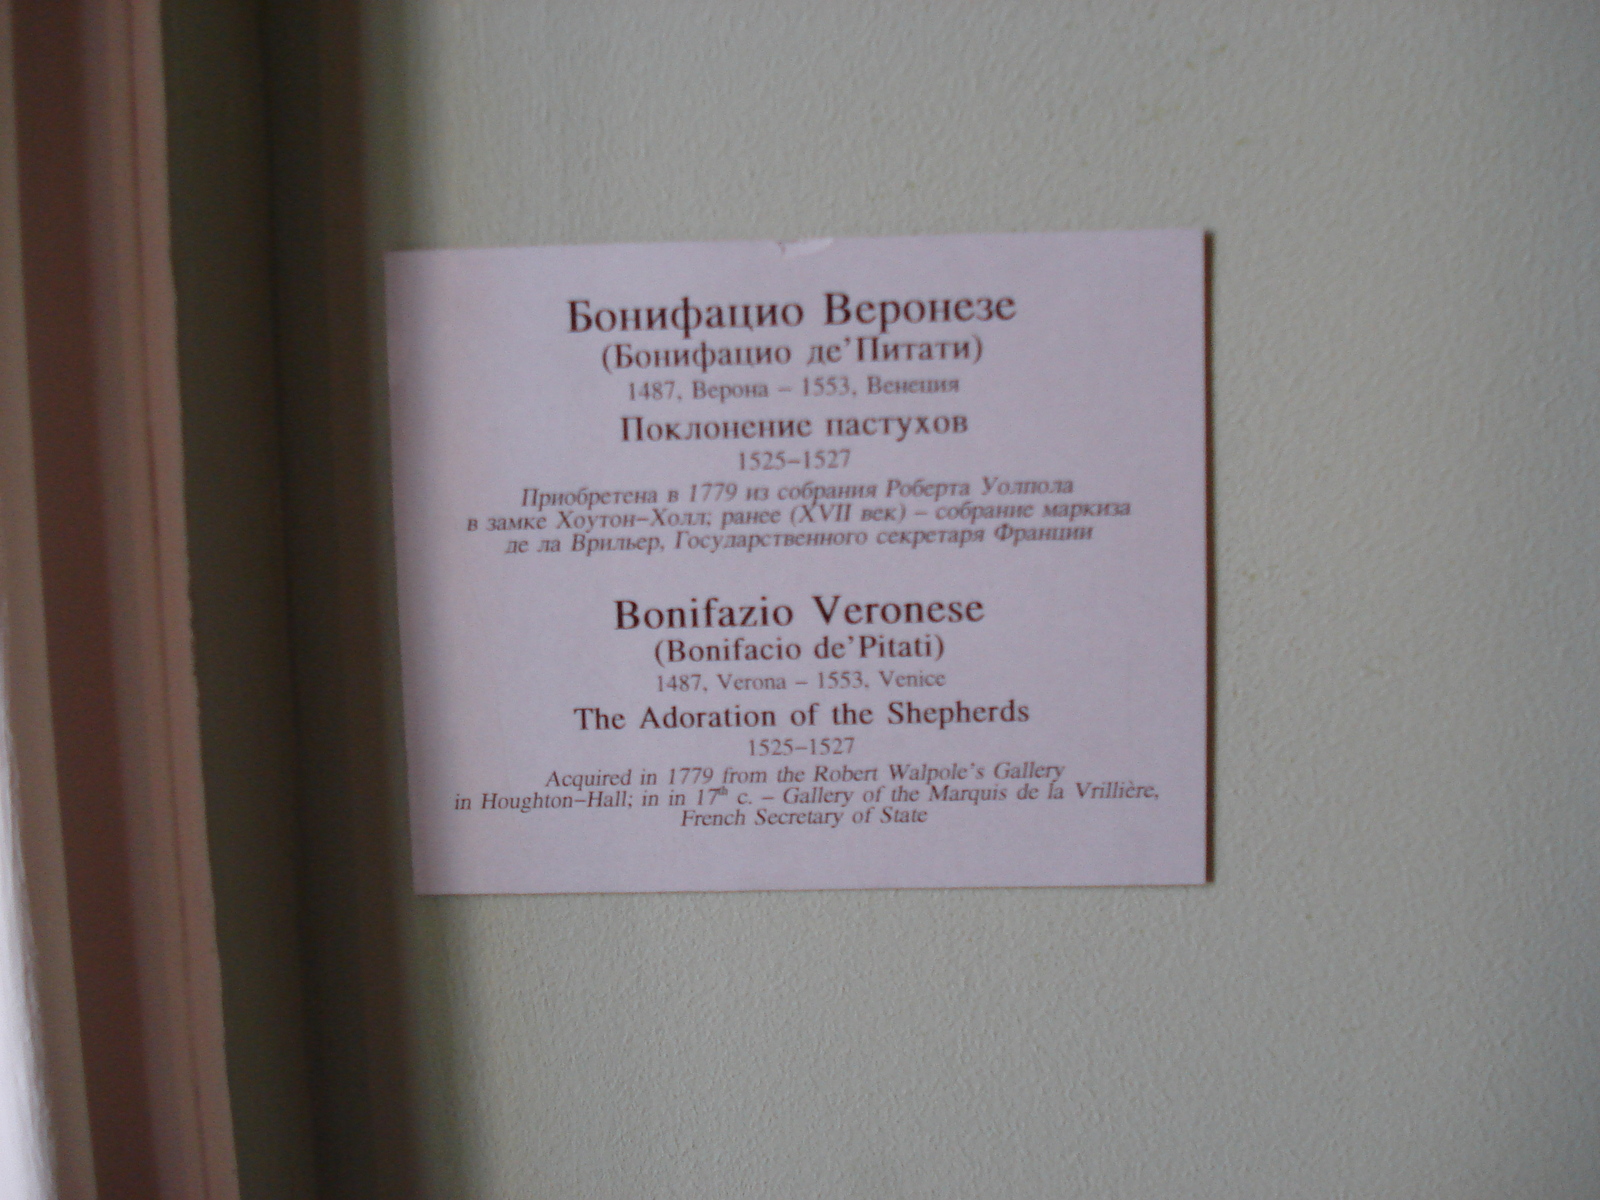 Бонифацио Веронезе
(Бонифацио де’Питати)
1487, Верона – 1553, Венеция
Поклонение пастухов
1525–1527
Приобретена в 1779 из собрания Роберта Уолпола
в замке Хоутон–Холл; ранее (XVII век) – собрание маркиза
де ла Врильер, Государственного секретаря Франции
Bonifazio Veronese
(Bonifacio de’Pitati)
1487, Verona – 1553, Venice
The Adoration of the Shepherds
1525–1527
Acquired in 1779 from the Robert Walpole’s Gallery
in Houghton–Hall; in in 17th c. – Gallery of the Marquis de la Vrillière,
French Secretary of State